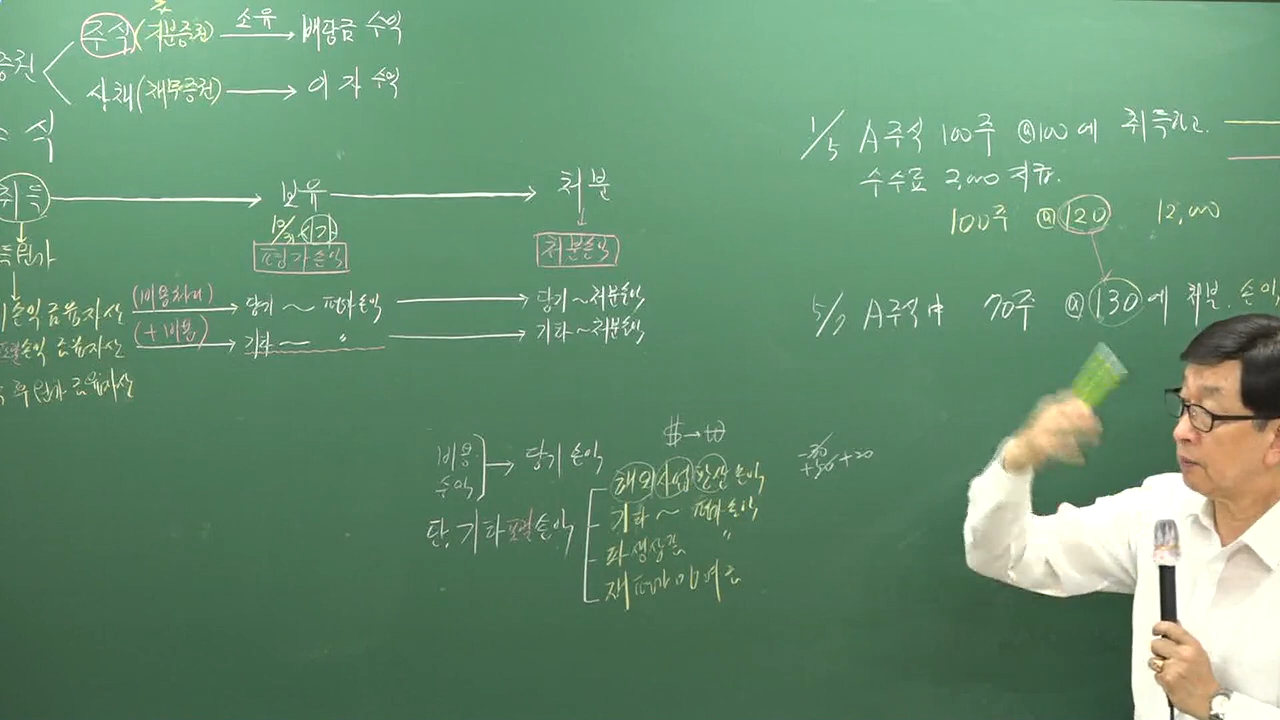 증권
주식(지분증권) 소유 → 배당금 수익
사채(채무증권) → 이자 수익
주식
취득 → 보유 → 처분
12/31 시가
평가손익
처분손익
득원가
손익금융자산 (비용처리) → 당기~평가손익 → 당기~처분손익
포괄손익 금융자산 (+비용) → 기타~ 〃 → 기타~처분손익
원가 금융자산
1/5 A주식 100주 @100에 취득하고
수수료 2,000 지급.
100주 @120 12,000
5/7 A주식中 70주 @130에 처분. 손익
비용
수익 → 당기손익
단, 기타포괄손익
$→₩
해외사업환산손익
기타~평가손익
파생상품 〃
재평가잉여금
+20